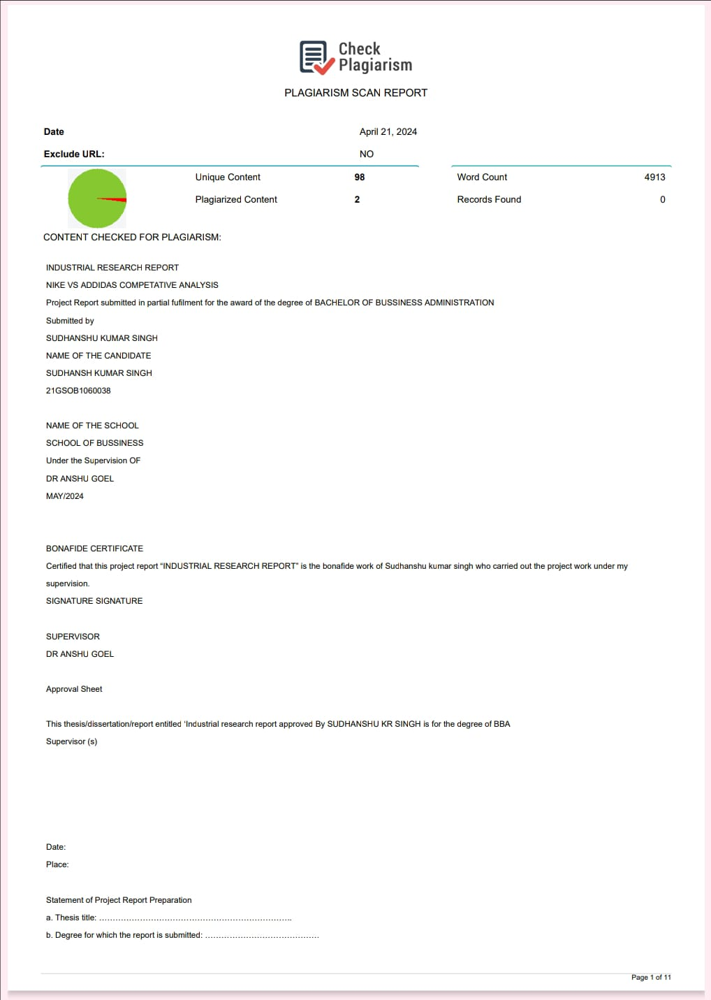 Check
Plagiarism
PLAGIARISM SCAN REPORT
Date April 21, 2024
Exclude URL: NO
Unique Content 98 Word Count 4913
Plagiarized Content 2 Records Found 0
CONTENT CHECKED FOR PLAGIARISM:
INDUSTRIAL RESEARCH REPORT
NIKE VS ADDIDAS COMPETATIVE ANALYSIS
Project Report submitted in partial fufilment for the award of the degree of BACHELOR OF BUSSINESS ADMINISTRATION
Submitted by
SUDHANSHU KUMAR SINGH
NAME OF THE CANDIDATE
SUDHANSH KUMAR SINGH
21GSOB1060038
NAME OF THE SCHOOL
SCHOOL OF BUSSINESS
Under the Supervision OF
DR ANSHU GOEL
MAY/2024
BONAFIDE CERTIFICATE
Certified that this project report “INDUSTRIAL RESEARCH REPORT” is the bonafide work of Sudhanshu kumar singh who carried out the project work under my
supervision.
SIGNATURE SIGNATURE
SUPERVISOR
DR ANSHU GOEL
Approval Sheet
This thesis/dissertation/report entitled ‘Industrial research report approved By SUDHANSHU KR SINGH is for the degree of BBA
Supervisor (s)
Date:
Place:
Statement of Project Report Preparation
a. Thesis title: ……………………………………………………………..
b. Degree for which the report is submitted: ……………………………………
Page 1 of 11